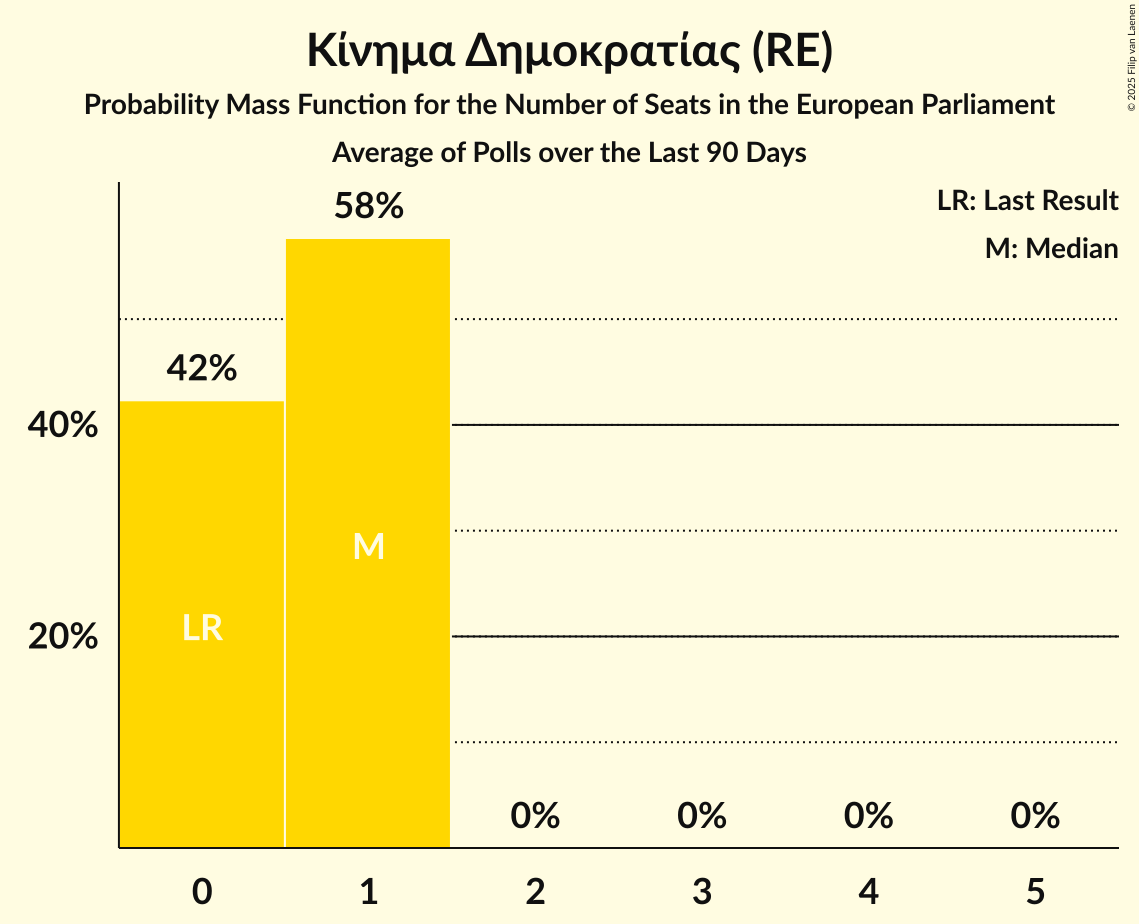 Κίνημα Δημοκρατίας (RE)
Probability Mass Function for the Number of Seats in the European Parliament
Average of Polls over the Last 90 Days
© 2025 Filip van Laenen
LR: Last Result
M: Median
58%
42%
40%
M
LR
20%
0% 0% 0% 0%
0 1 2 3 4 5